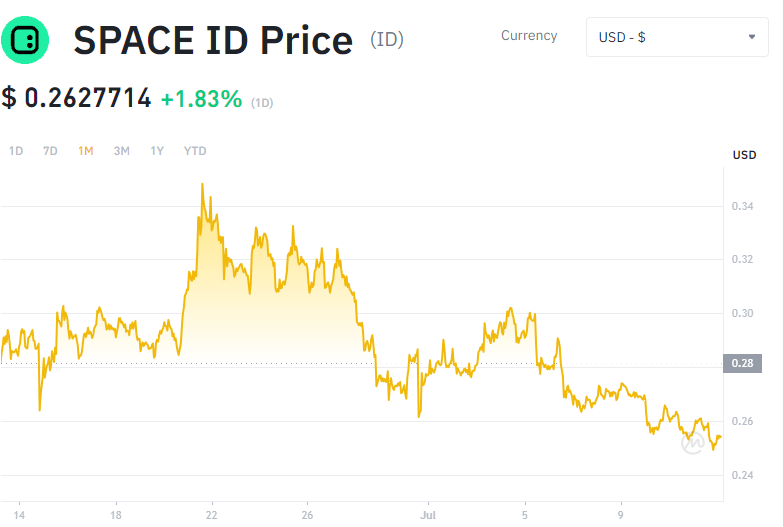 SPACE ID Price (ID)
Currency
USD - $
$ 0.2627714 +1.83% (1D)
1D 7D 1M 3M 1Y YTD
USD
0.34
0.32
0.30
0.28
0.26
0.24
14 18 22 26 Jul 5 9